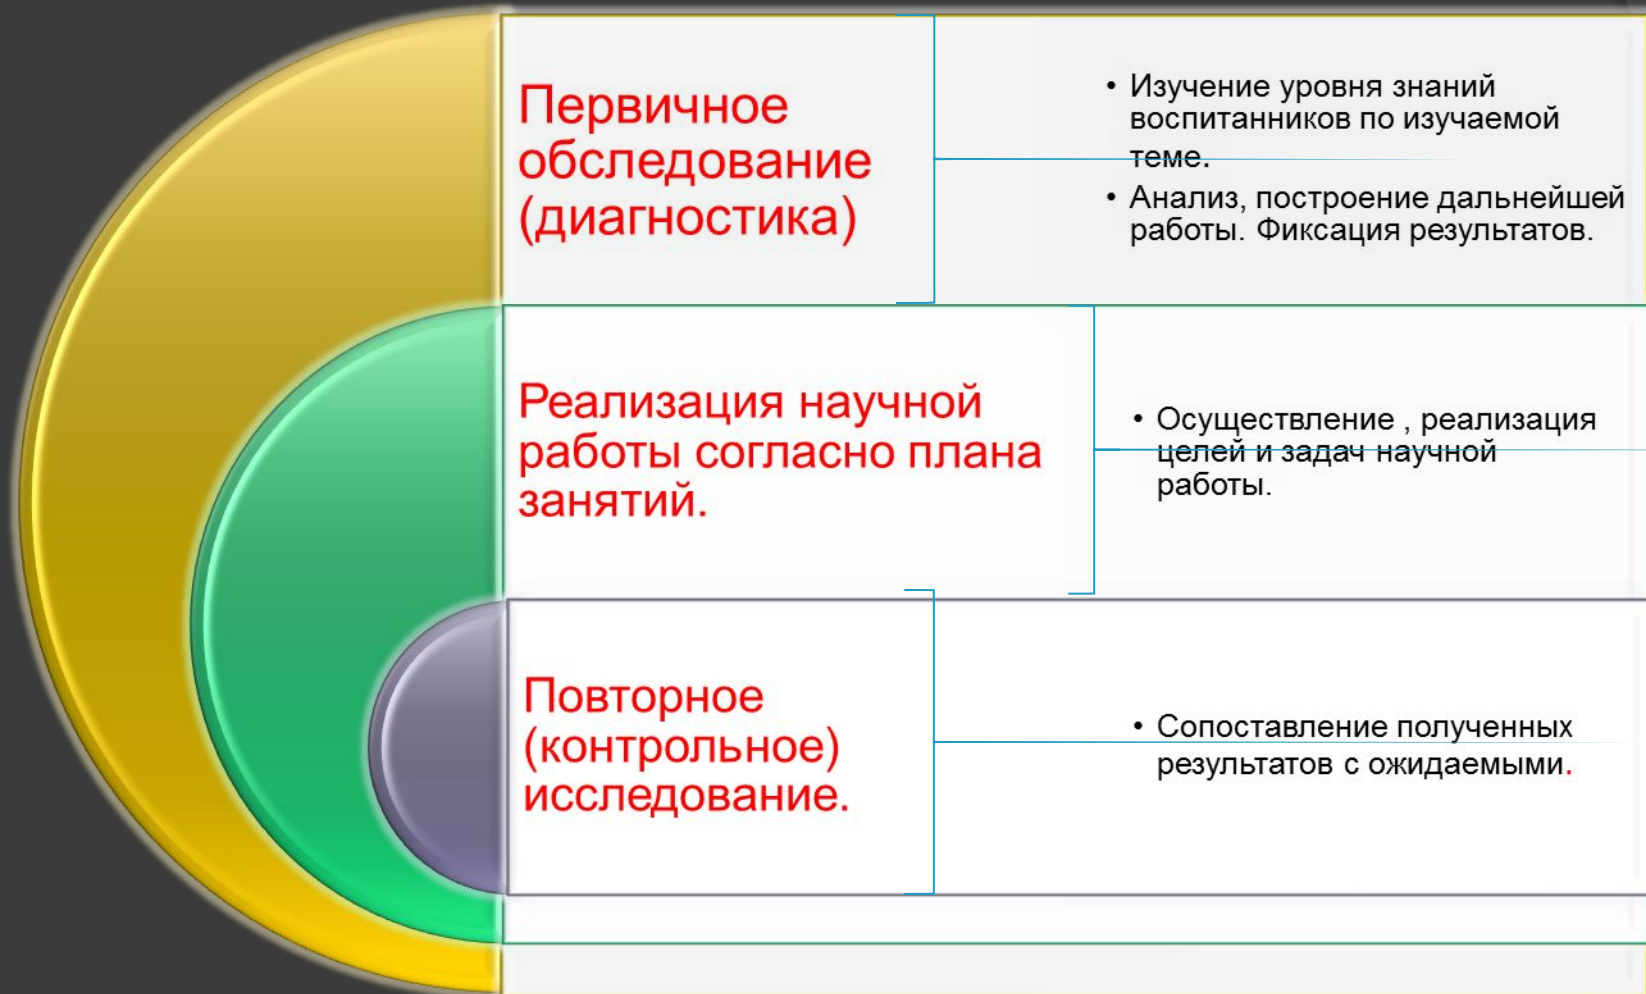 Первичное
обследование
(диагностика)
• Изучение уровня знаний
воспитанников по изучаемой
теме.
• Анализ, построение дальнейшей
работы. Фиксация результатов.
Реализация научной
работы согласно плана
занятий.
• Осуществление , реализация
целей и задач научной
работы.
Повторное
(контрольное)
исследование.
• Сопоставление полученных
результатов с ожидаемыми.